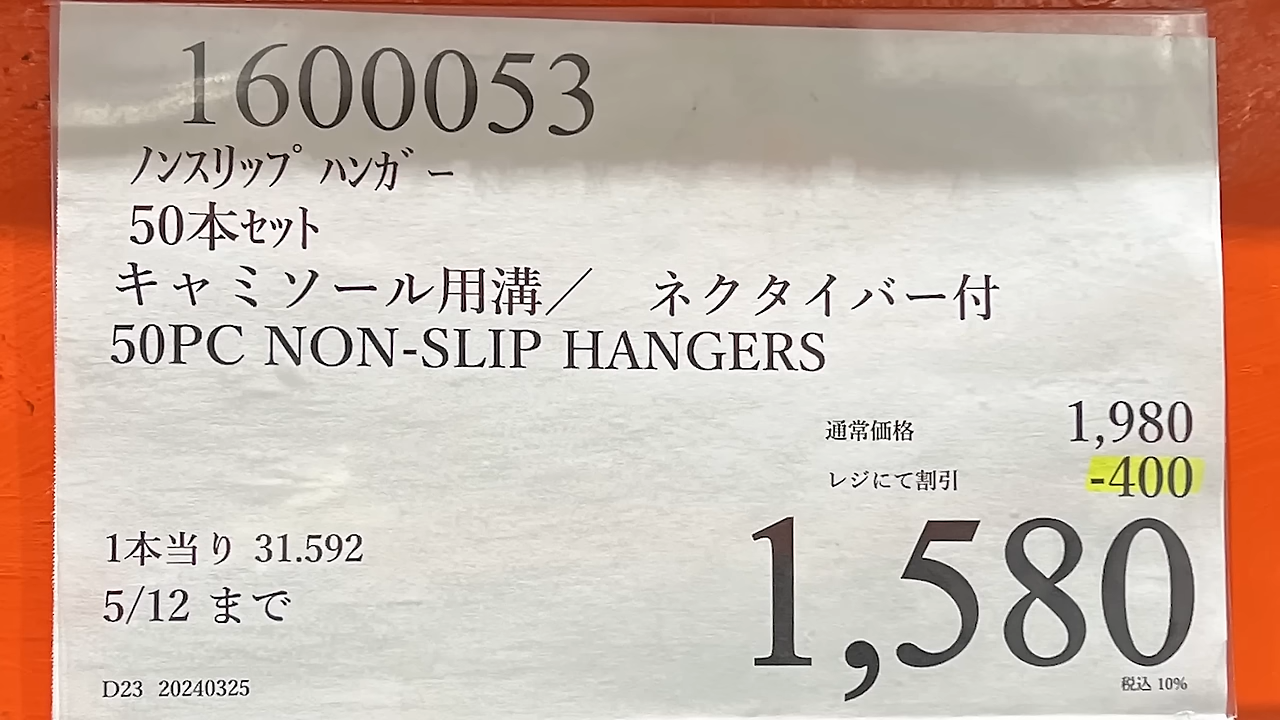 1600053
ﾉﾝｽﾘｯﾌﾟ ﾊﾝｶﾞｰ
50本ｾｯﾄ
キャミソール用溝／　ネクタイバー付
50PC NON-SLIP HANGERS
通常価格 1,980
レジにて割引 -400
1,580
1本当り 31.592
5/12 まで
税込 10%
D23 20240325